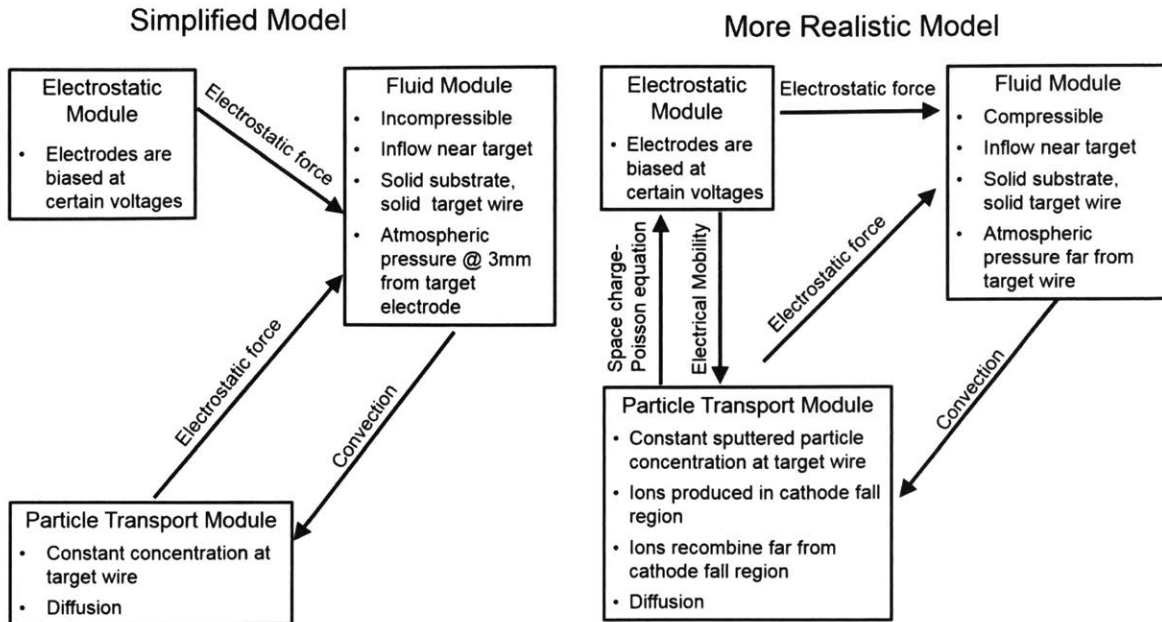 Simplified Model
Electrostatic
Module
• Electrodes are
biased at
certain voltages
Electrostatic force
Fluid Module
• Incompressible
• Inflow near target
• Solid substrate,
solid target wire
• Atmospheric
pressure @ 3mm
from target
electrode
Electrostatic force
Convection
Particle Transport Module
• Constant concentration at
target wire
• Diffusion
More Realistic Model
Electrostatic
Module
• Electrodes are
biased at
certain voltages
Electrostatic force
Fluid Module
• Compressible
• Inflow near target
• Solid substrate,
solid target wire
• Atmospheric
pressure far from
target wire
Space charge-
Poisson equation
Electrical Mobility
Electrostatic force
Convection
Particle Transport Module
• Constant sputtered particle
concentration at target wire
• Ions produced in cathode fall
region
• Ions recombine far from
cathode fall region
• Diffusion